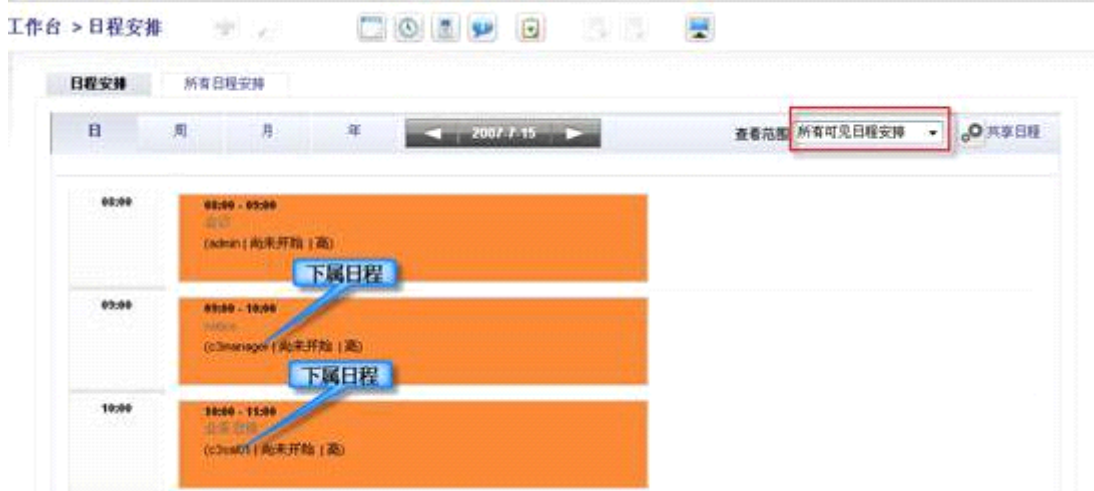 工作台 > 日程安排
日程安排 所有日程安排
日 周 月 年 2007-7-15 查看范围 所有可见日程安排 共享日程
08:00 08:00 - 09:00
(admin | 尚未开始 | 高)
下属日程
09:00 09:00 - 10:00
(c3manager | 尚未开始 | 高)
下属日程
10:00 10:00 - 11:00
尚未开始 | 高)